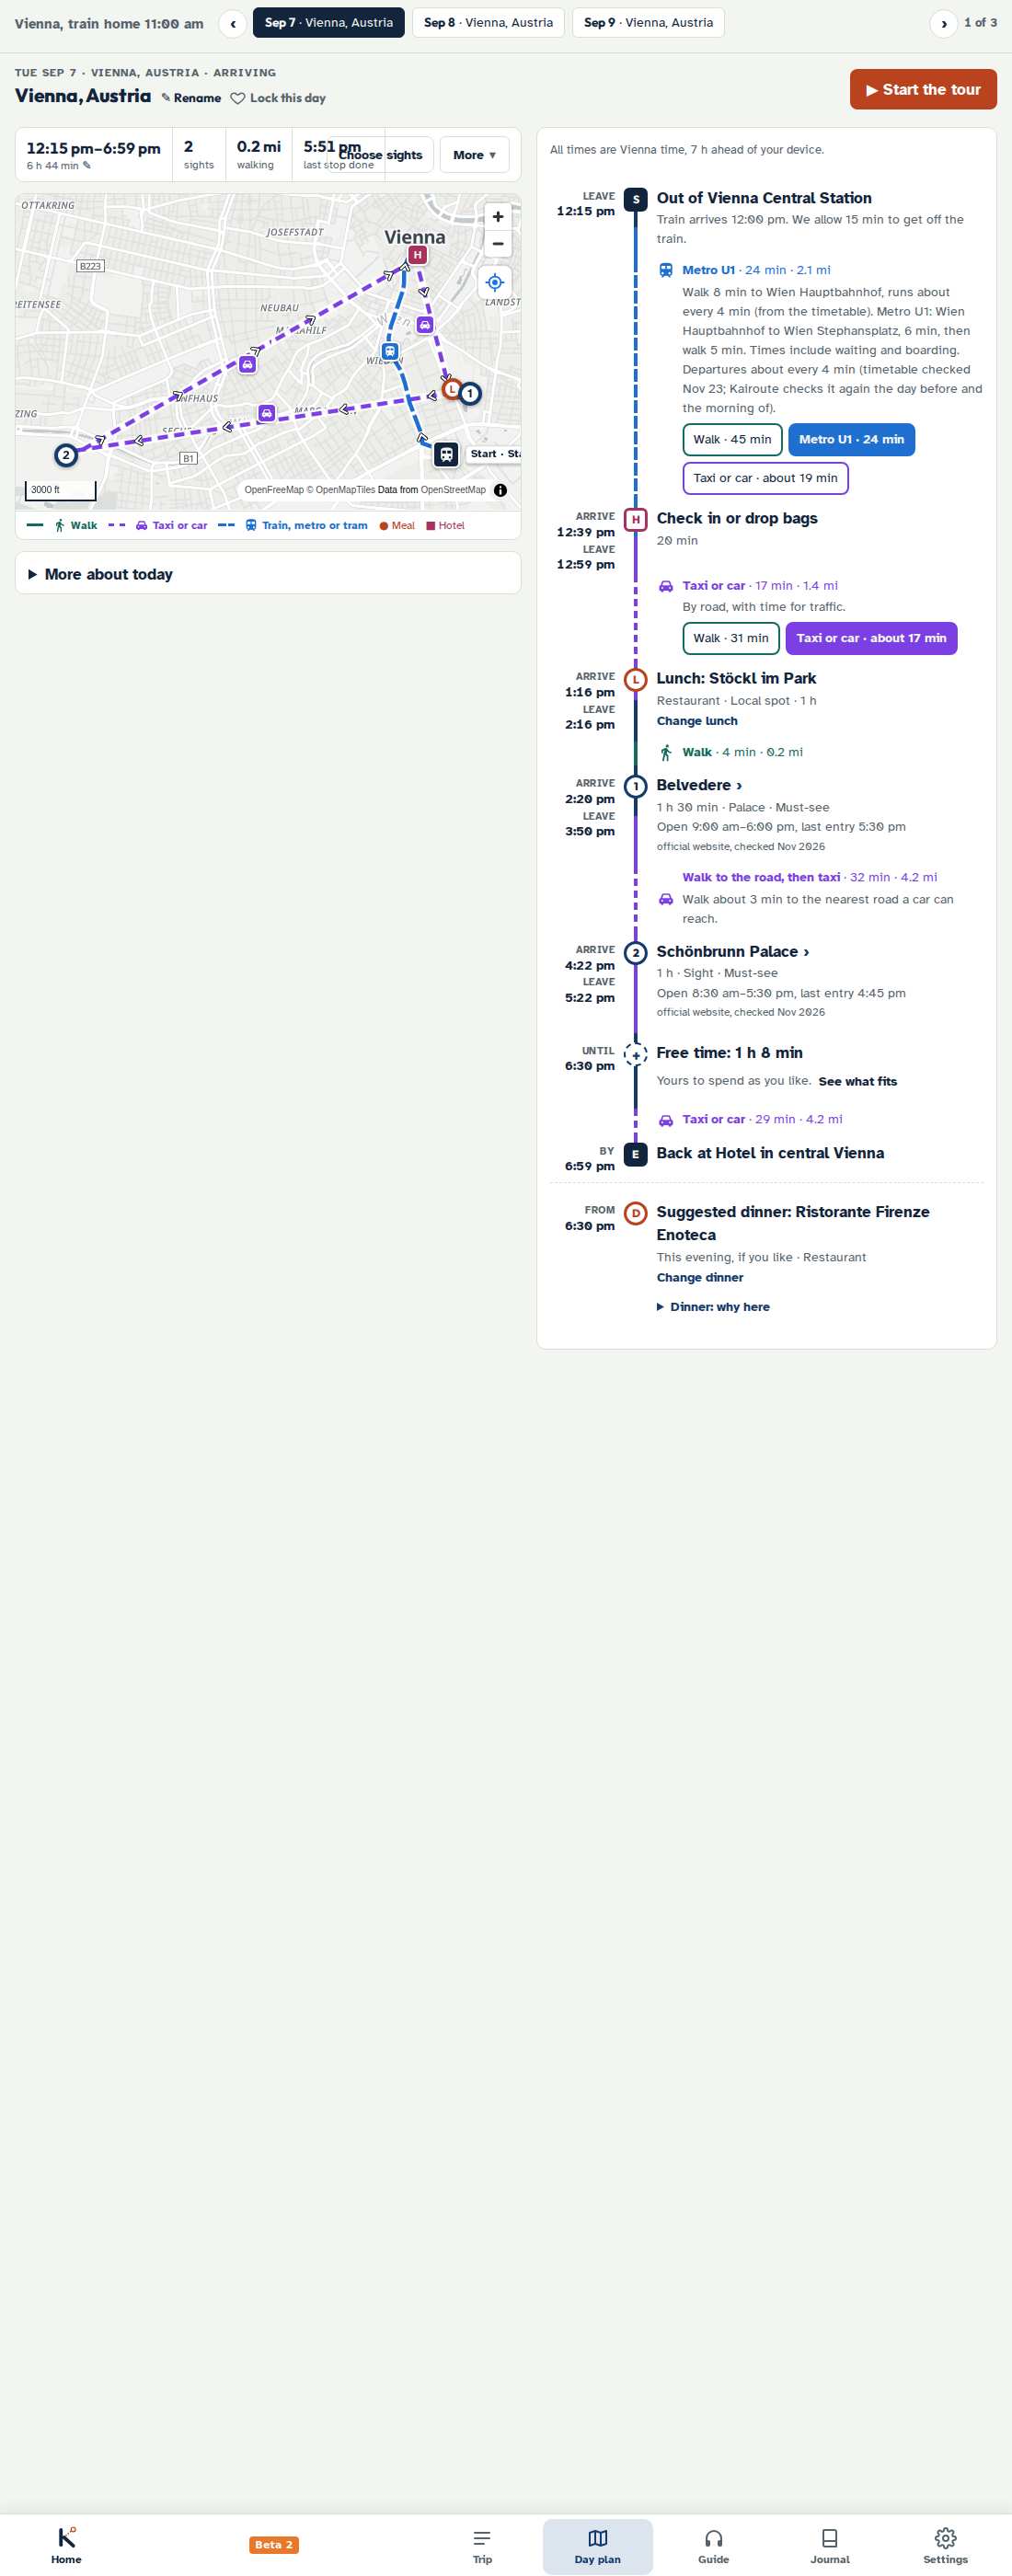 Vienna, train home 11:00 am
‹
Sep 7 · Vienna, Austria
Sep 8 · Vienna, Austria
Sep 9 · Vienna, Austria
›
1 of 3
TUE SEP 7 · VIENNA, AUSTRIA · ARRIVING
Vienna, Austria
✎ Rename
Lock this day
▶ Start the tour
12:15 pm–6:59 pm
6 h 44 min ✎
2
sights
0.2 mi
walking
5:51 pm
last stop done
Choose sights
More ▾
OTTAKRING
JOSEFSTADT
Vienna
H
B223
NEUBAU
LANDST
L
1
2
B1
Start · Sta
3000 ft
OpenFreeMap © OpenMapTiles Data from OpenStreetMap
+
−
Walk
Taxi or car
Train, metro or tram
Meal
Hotel
▶ More about today
All times are Vienna time, 7 h ahead of your device.
LEAVE
12:15 pm
S
Out of Vienna Central Station
Train arrives 12:00 pm. We allow 15 min to get off the
train.
Metro U1 · 24 min · 2.1 mi
Walk 8 min to Wien Hauptbahnhof, runs about
every 4 min (from the timetable). Metro U1: Wien
Hauptbahnhof to Wien Stephansplatz, 6 min, then
walk 5 min. Times include waiting and boarding.
Departures about every 4 min (timetable checked
Nov 23; Kairoute checks it again the day before and
the morning of).
Walk · 45 min
Metro U1 · 24 min
Taxi or car · about 19 min
ARRIVE
12:39 pm
LEAVE
12:59 pm
H
Check in or drop bags
20 min
Taxi or car · 17 min · 1.4 mi
By road, with time for traffic.
Walk · 31 min
Taxi or car · about 17 min
ARRIVE
1:16 pm
LEAVE
2:16 pm
L
Lunch: Stöckl im Park
Restaurant · Local spot · 1 h
Change lunch
Walk · 4 min · 0.2 mi
ARRIVE
2:20 pm
LEAVE
3:50 pm
1
Belvedere ›
1 h 30 min · Palace · Must-see
Open 9:00 am–6:00 pm, last entry 5:30 pm
official website, checked Nov 2026
Walk to the road, then taxi · 32 min · 4.2 mi
Walk about 3 min to the nearest road a car can
reach.
ARRIVE
4:22 pm
LEAVE
5:22 pm
2
Schönbrunn Palace ›
1 h · Sight · Must-see
Open 8:30 am–5:30 pm, last entry 4:45 pm
official website, checked Nov 2026
UNTIL
6:30 pm
+
Free time: 1 h 8 min
Yours to spend as you like. See what fits
Taxi or car · 29 min · 4.2 mi
BY
6:59 pm
E
Back at Hotel in central Vienna
FROM
6:30 pm
D
Suggested dinner: Ristorante Firenze
Enoteca
This evening, if you like · Restaurant
Change dinner
▶ Dinner: why here
Home
Beta 2
Trip
Day plan
Guide
Journal
Settings